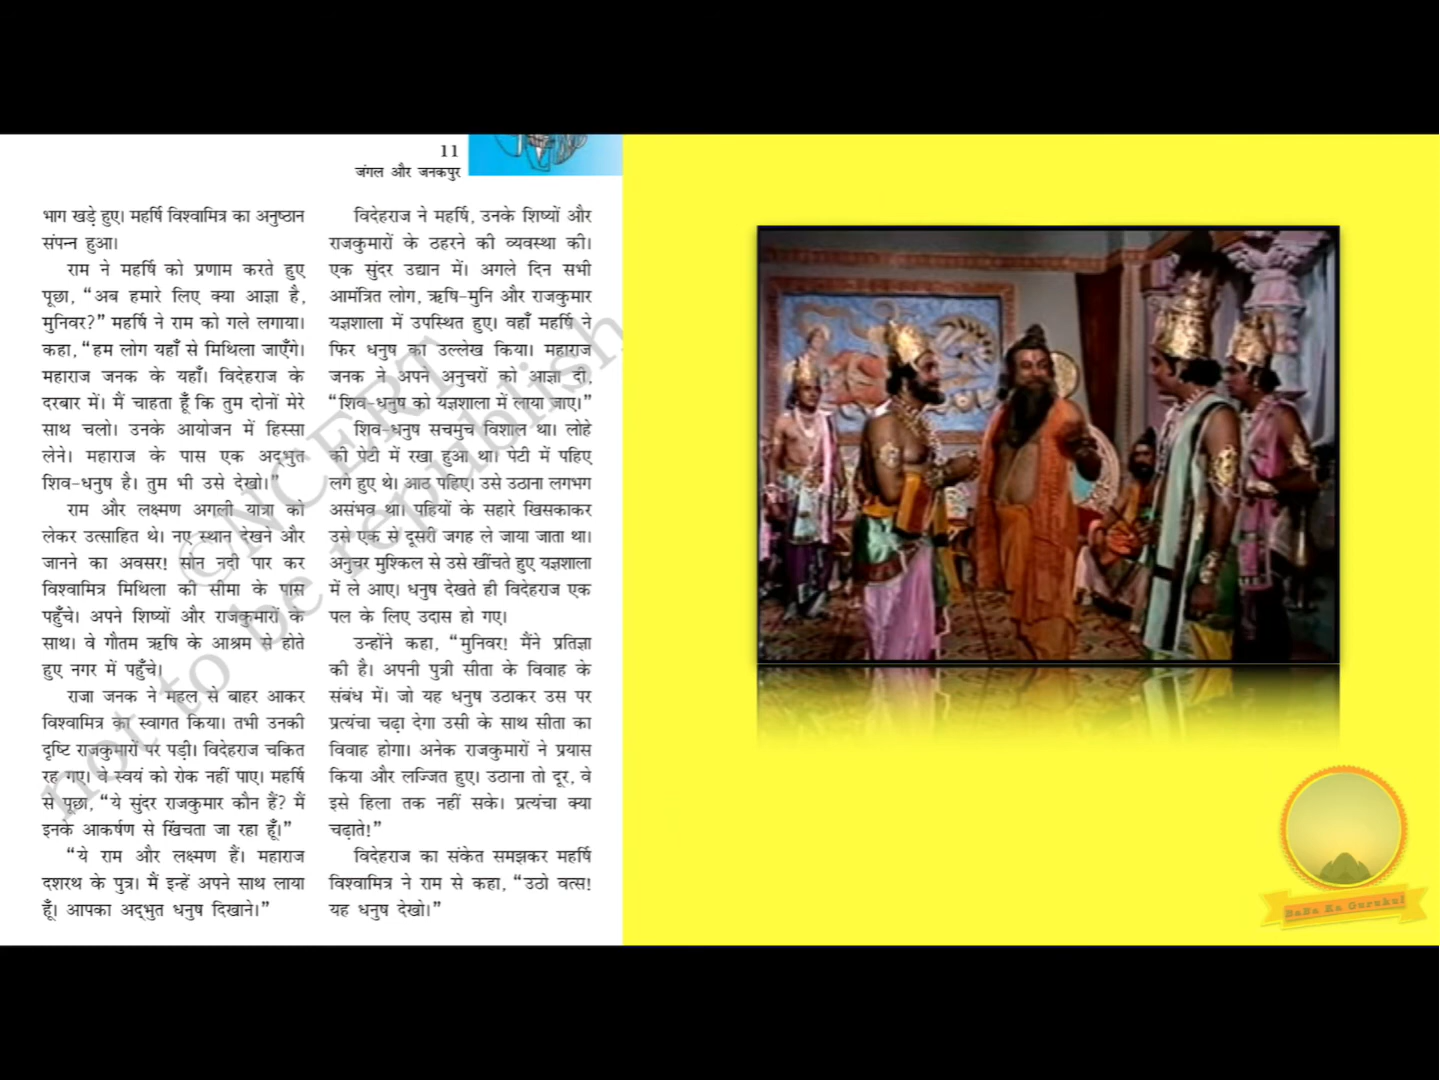 11
जंगल और जनकपुर
भाग खड़े हुए। महर्षि विश्वामित्र का अनुष्ठान
संपन्न हुआ।
राम ने महर्षि को प्रणाम करते हुए
पूछा, “अब हमारे लिए क्या आज्ञा है,
मुनिवर?” महर्षि ने राम को गले लगाया।
कहा, “हम लोग यहाँ से मिथिला जाएँगे।
महाराज जनक के यहाँ। विदेहराज के
दरबार में। मैं चाहता हूँ कि तुम दोनों मेरे
साथ चलो। उनके आयोजन में हिस्सा
लेने। महाराज के पास एक अद्भुत
शिव-धनुष है। तुम भी उसे देखो।”
राम और लक्ष्मण अगली यात्रा को
लेकर उत्साहित थे। नए स्थान देखने और
जानने का अवसर! सोन नदी पार कर
विश्वामित्र मिथिला की सीमा के पास
पहुँचे। अपने शिष्यों और राजकुमारों के
साथ। वे गौतम ऋषि के आश्रम से होते
हुए नगर में पहुँचे।
राजा जनक ने महल से बाहर आकर
विश्वामित्र का स्वागत किया। तभी उनकी
दृष्टि राजकुमारों पर पड़ी। विदेहराज चकित
रह गए। वे स्वयं को रोक नहीं पाए। महर्षि
से पूछा, “ये सुंदर राजकुमार कौन हैं? मैं
इनके आकर्षण से खिंचता जा रहा हूँ।”
“ये राम और लक्ष्मण हैं। महाराज
दशरथ के पुत्र। मैं इन्हें अपने साथ लाया
हूँ। आपका अद्भुत धनुष दिखाने।”
विदेहराज ने महर्षि, उनके शिष्यों और
राजकुमारों के ठहरने की व्यवस्था की।
एक सुंदर उद्यान में। अगले दिन सभी
आमंत्रित लोग, ऋषि-मुनि और राजकुमार
यज्ञशाला में उपस्थित हुए। वहाँ महर्षि ने
फिर धनुष का उल्लेख किया। महाराज
जनक ने अपने अनुचरों को आज्ञा दी,
“शिव-धनुष को यज्ञशाला में लाया जाए।”
शिव-धनुष सचमुच विशाल था। लोहे
की पेटी में रखा हुआ था। पेटी में पहिए
लगे हुए थे। आठ पहिए। उसे उठाना लगभग
असंभव था। पहियों के सहारे खिसकाकर
उसे एक से दूसरी जगह ले जाया जाता था।
अनुचर मुश्किल से उसे खींचते हुए यज्ञशाला
में ले आए। धनुष देखते ही विदेहराज एक
पल के लिए उदास हो गए।
उन्होंने कहा, “मुनिवर! मैंने प्रतिज्ञा
की है। अपनी पुत्री सीता के विवाह के
संबंध में। जो यह धनुष उठाकर उस पर
प्रत्यंचा चढ़ा देगा उसी के साथ सीता का
विवाह होगा। अनेक राजकुमारों ने प्रयास
किया और लज्जित हुए। उठाना तो दूर, वे
इसे हिला तक नहीं सके। प्रत्यंचा क्या
चढ़ाते!”
विदेहराज का संकेत समझकर महर्षि
विश्वामित्र ने राम से कहा, “उठो वत्स!
यह धनुष देखो।”
©NCERT
not to be republish
BaBa Ka Gurukul